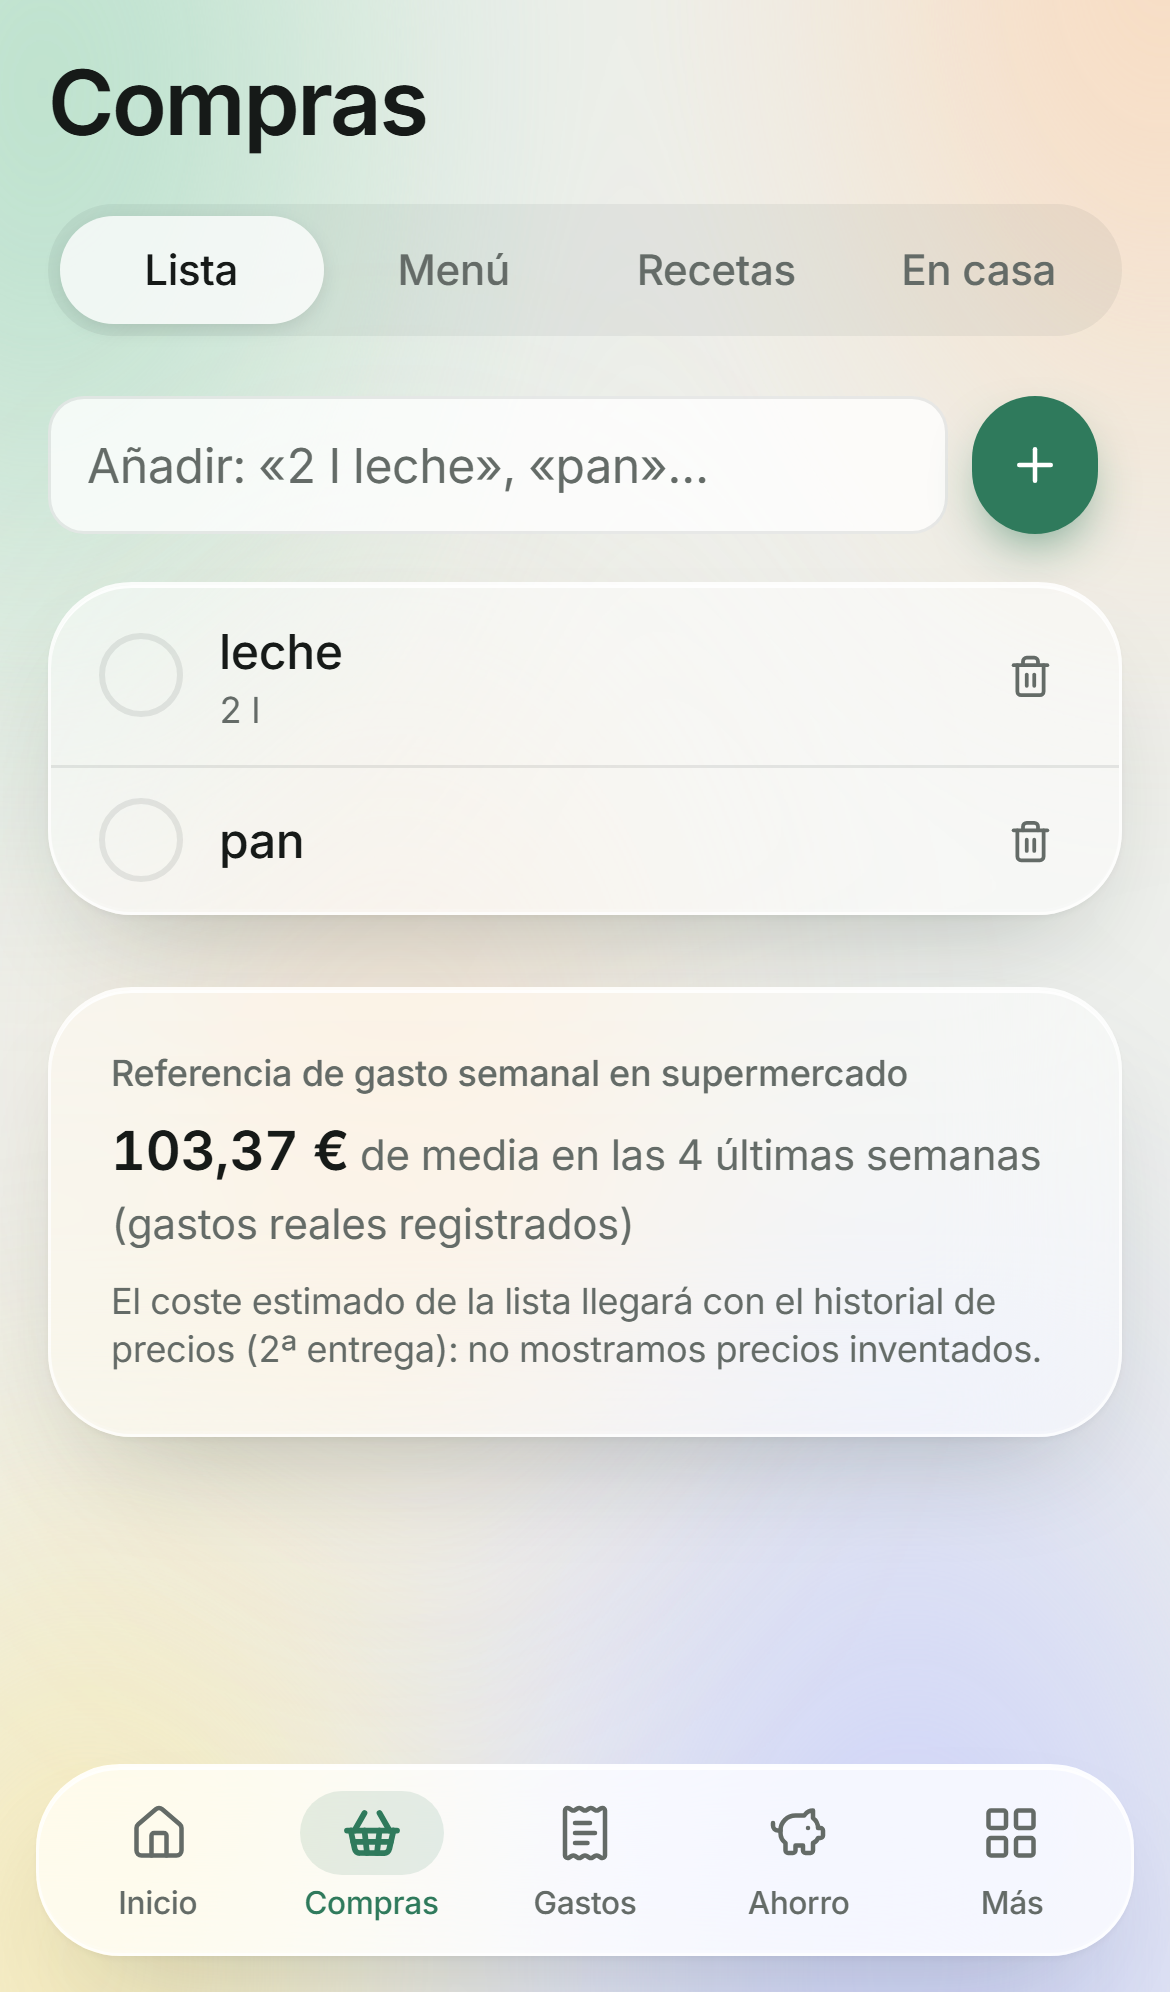 Compras
Lista Menú Recetas En casa
Añadir: «2 l leche», «pan»...
leche
2 l
pan
Referencia de gasto semanal en supermercado
103,37 € de media en las 4 últimas semanas
(gastos reales registrados)
El coste estimado de la lista llegará con el historial de
precios (2ª entrega): no mostramos precios inventados.
Inicio Compras Gastos Ahorro Más